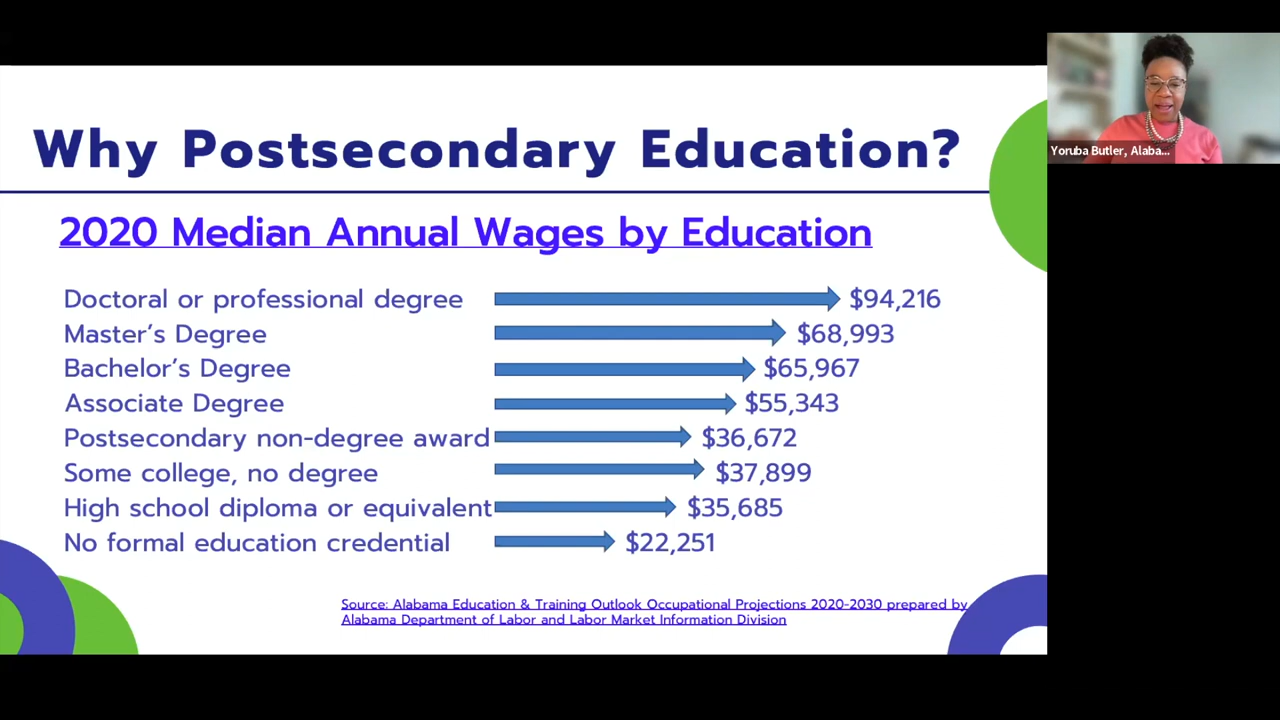 Why Postsecondary Education?
2020 Median Annual Wages by Education
Doctoral or professional degree $94,216
Master's Degree $68,993
Bachelor's Degree $65,967
Associate Degree $55,343
Postsecondary non-degree award $36,672
Some college, no degree $37,899
High school diploma or equivalent $35,685
No formal education credential $22,251
Source: Alabama Education & Training Outlook Occupational Projections 2020-2030 prepared by
Alabama Department of Labor and Labor Market Information Division
Yoruba Butler, Alaba...